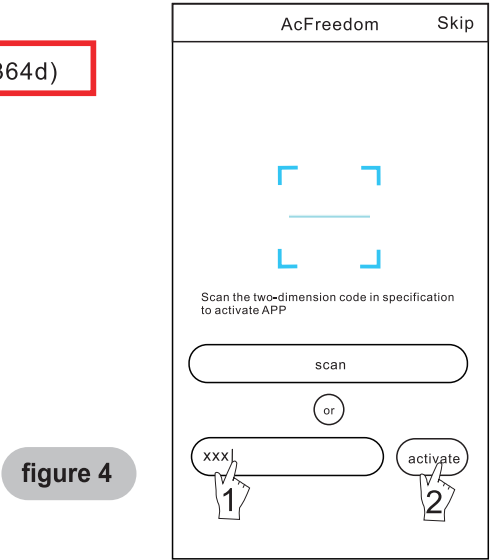 364d)
AcFreedom Skip
Scan the two-dimension code in specification
to activate APP
scan
or
xxx
activate
1
2
figure 4